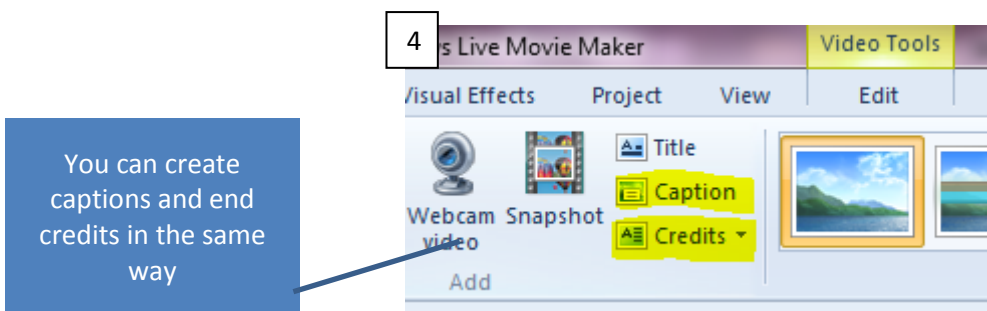 4
s Live Movie Maker
Video Tools
Visual Effects Project View Edit
You can create
captions and end
credits in the same
way
Title
Caption
Credits
Webcam
video
Snapshot
Add